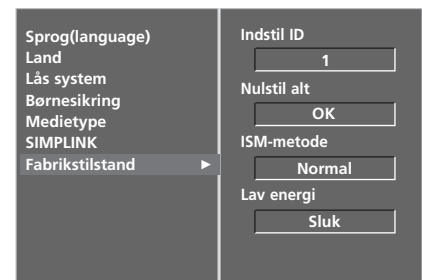 Sprog(language)
Land
Lås system
Børnesikring
Medietype
SIMPLINK
Fabrikstilstand ►
Indstil ID
1
Nulstil alt
OK
ISM-metode
Normal
Lav energi
Sluk